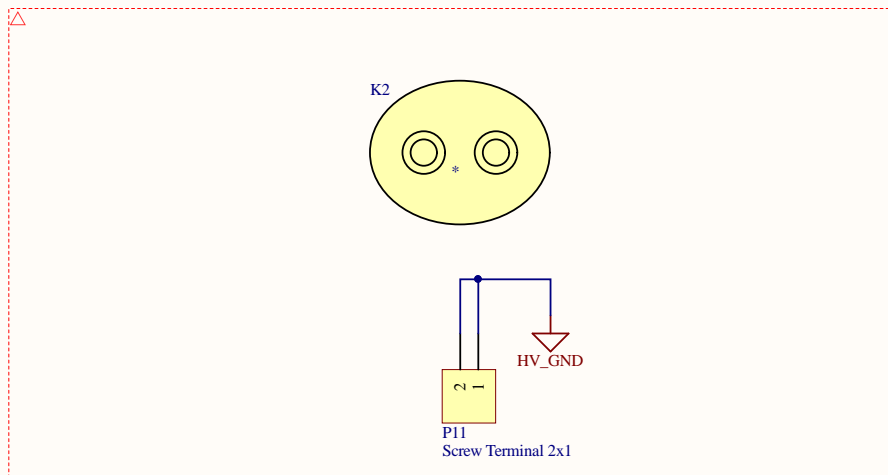 K2
*
HV_GND
2 1
P11
Screw Terminal 2x1